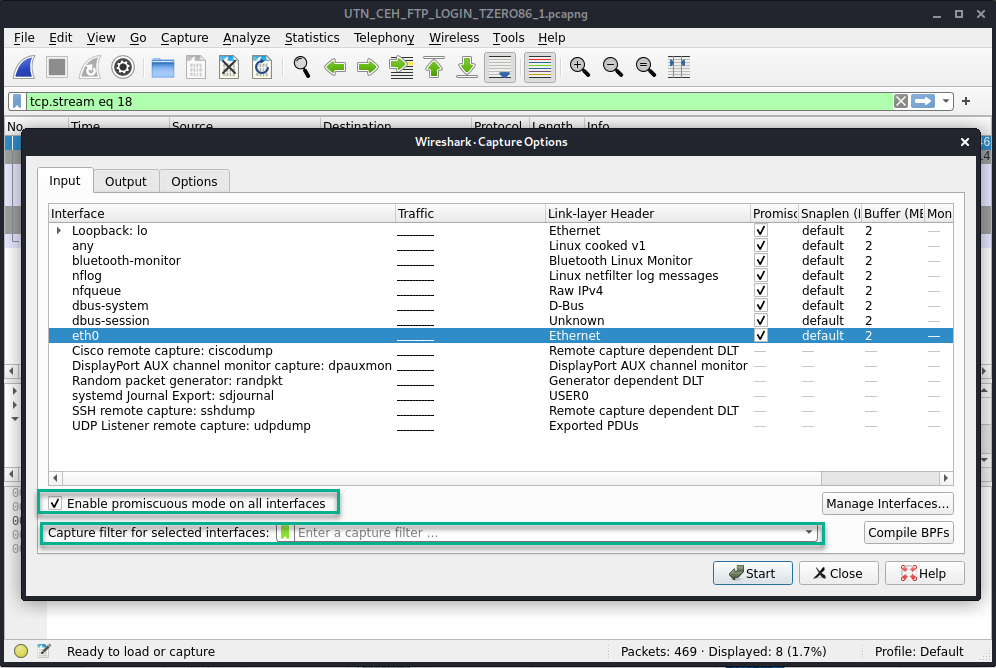 UTN_CEH_FTP_LOGIN_TZERO86_1.pcapng
File Edit View Go Capture Analyze Statistics Telephony Wireless Tools Help
tcp.stream eq 18
No. Time Source Destination Protocol Length Info
Wireshark · Capture Options
Input Output Options
Interface Traffic Link-layer Header Promisc Snaplen ( Buffer (ME Mon
Loopback: lo Ethernet default 2 —
any Linux cooked v1 default 2 —
bluetooth-monitor Bluetooth Linux Monitor default 2 —
nflog Linux netfilter log messages default 2 —
nfqueue Raw IPv4 default 2 —
dbus-system D-Bus default 2 —
dbus-session Unknown default 2 —
eth0 Ethernet default 2 —
Cisco remote capture: ciscodump Remote capture dependent DLT — — — —
DisplayPort AUX channel monitor capture: dpauxmon DisplayPort AUX channel monitor — — — —
Random packet generator: randpkt Generator dependent DLT — — — —
systemd Journal Export: sdjournal USER0 — — — —
SSH remote capture: sshdump Remote capture dependent DLT — — — —
UDP Listener remote capture: udpdump Exported PDUs — — — —
Enable promiscuous mode on all interfaces Manage Interfaces...
Capture filter for selected interfaces: Enter a capture filter ... Compile BPFs
Start Close Help
Ready to load or capture Packets: 469 · Displayed: 8 (1.7%) Profile: Default